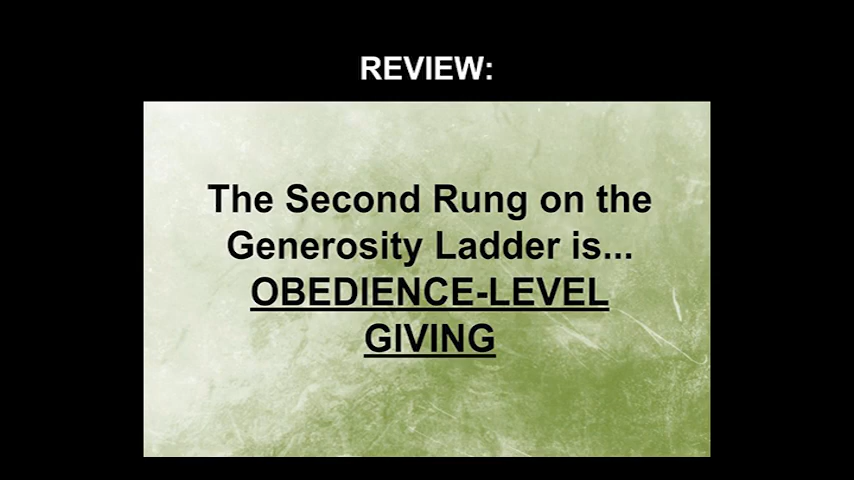 REVIEW:
The Second Rung on the
Generosity Ladder is...
OBEDIENCE-LEVEL
GIVING